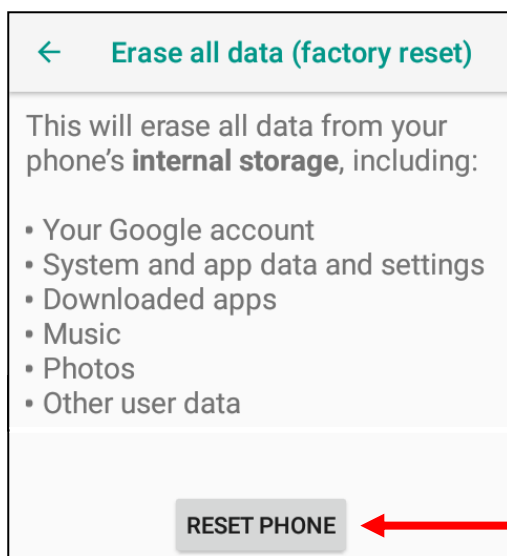 Erase all data (factory reset)
This will erase all data from your
phone’s internal storage, including:
• Your Google account
• System and app data and settings
• Downloaded apps
• Music
• Photos
• Other user data
RESET PHONE